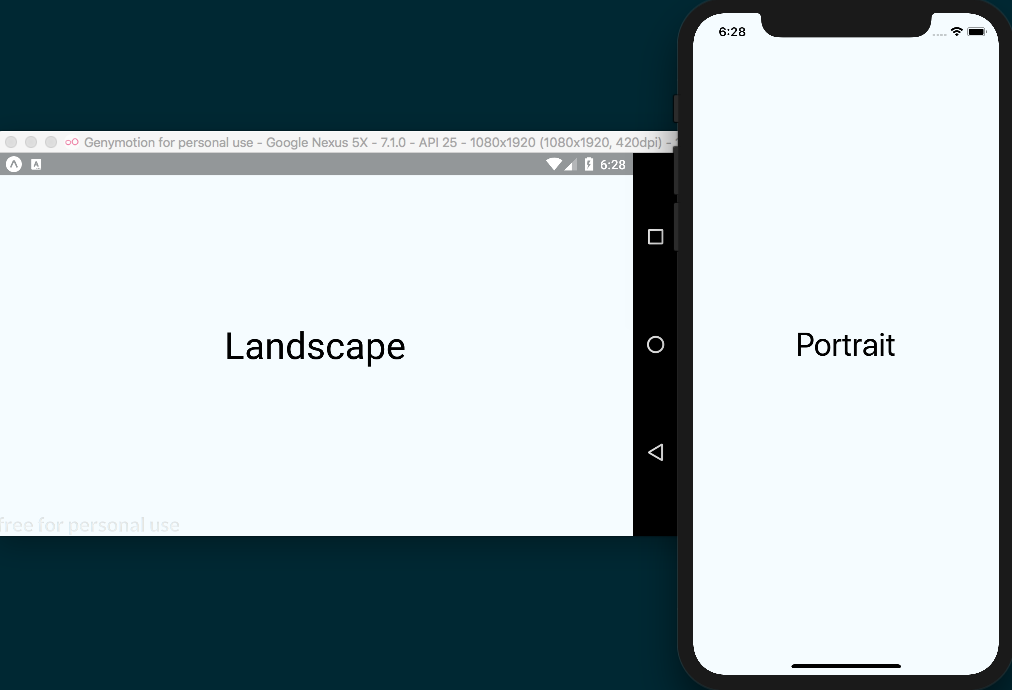 Genymotion for personal use - Google Nexus 5X - 7.1.0 - API 25 - 1080x1920 (1080x1920, 420dpi) -
6:28
Landscape
free for personal use
6:28
Portrait